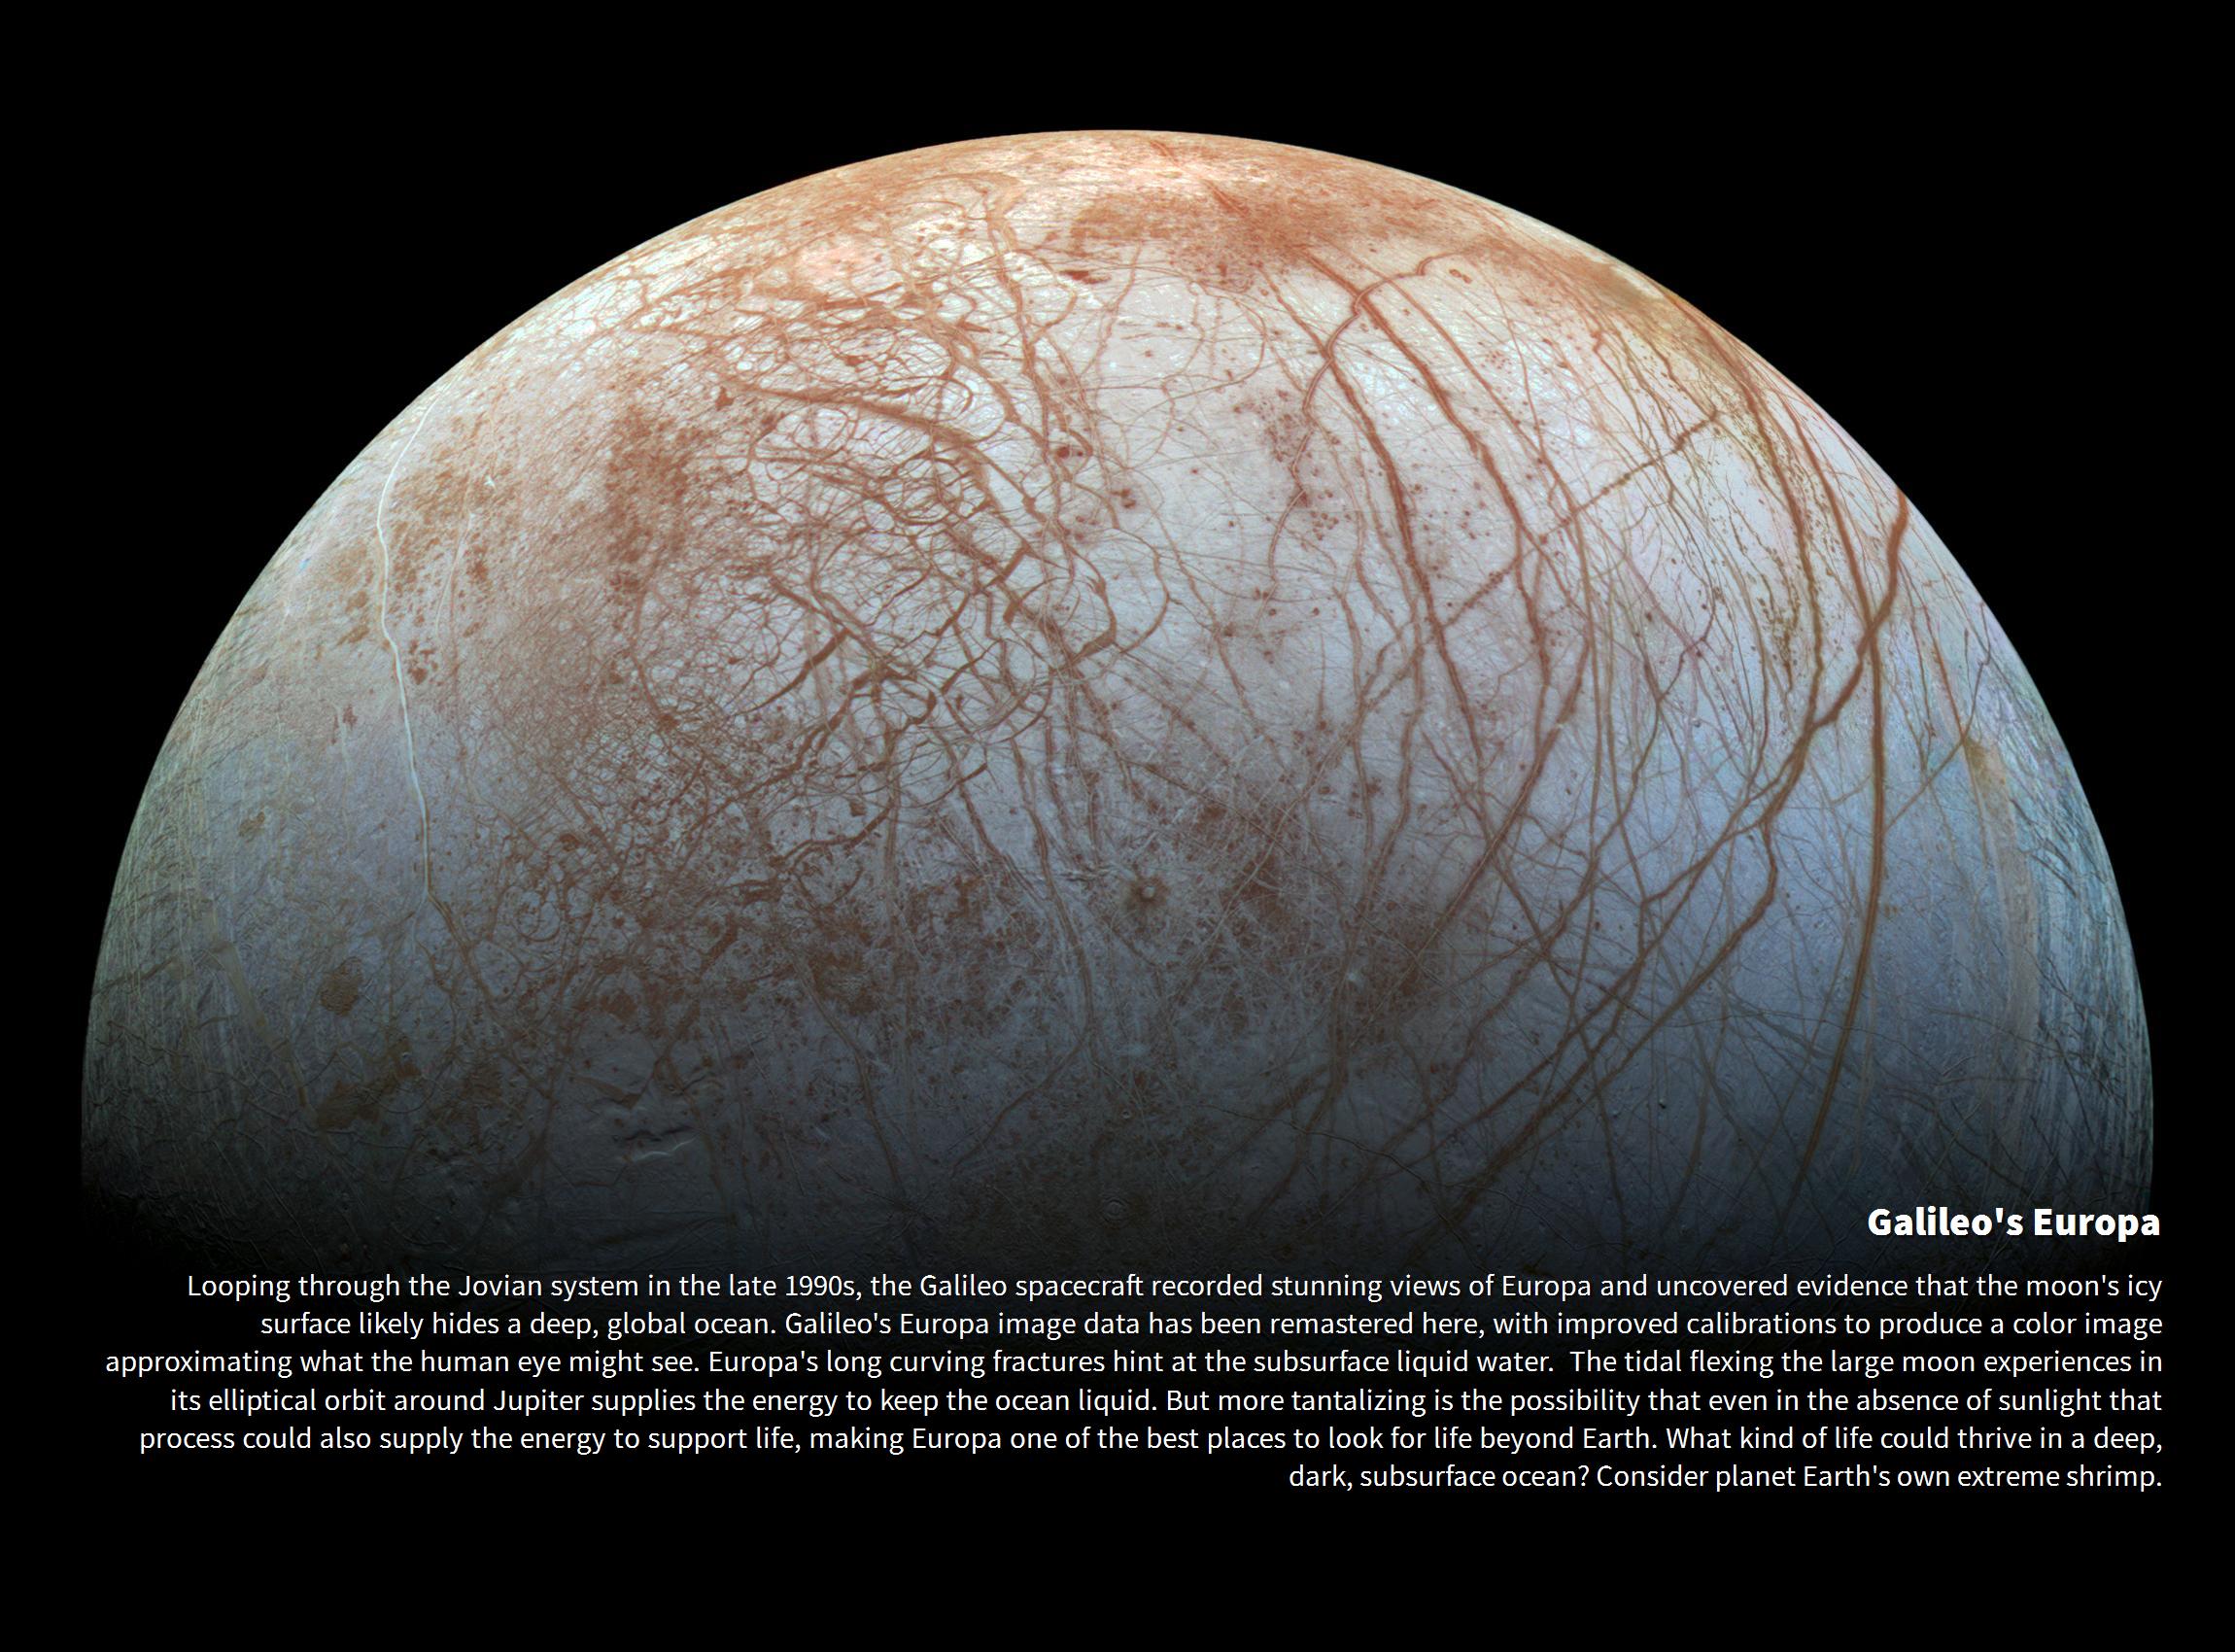 Galileo's Europa
Looping through the Jovian system in the late 1990s, the Galileo spacecraft recorded stunning views of Europa and uncovered evidence that the moon's icy
surface likely hides a deep, global ocean. Galileo's Europa image data has been remastered here, with improved calibrations to produce a color image
approximating what the human eye might see. Europa's long curving fractures hint at the subsurface liquid water.  The tidal flexing the large moon experiences in
its elliptical orbit around Jupiter supplies the energy to keep the ocean liquid. But more tantalizing is the possibility that even in the absence of sunlight that
process could also supply the energy to support life, making Europa one of the best places to look for life beyond Earth. What kind of life could thrive in a deep,
dark, subsurface ocean? Consider planet Earth's own extreme shrimp.